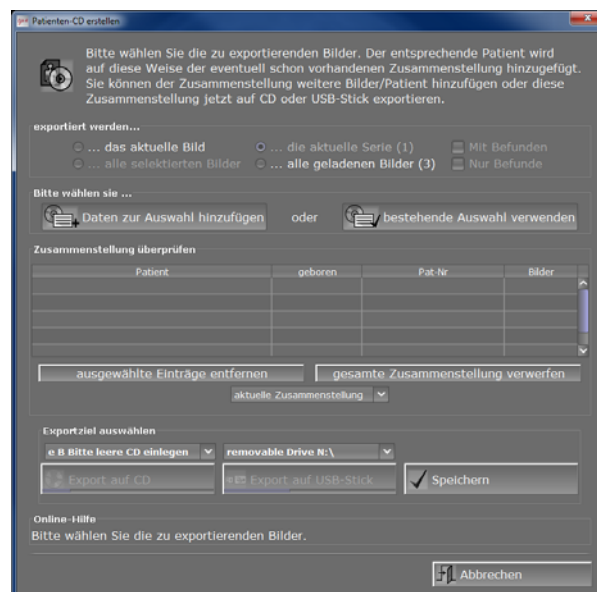 Patienten-CD erstellen
Bitte wählen Sie die zu exportierenden Bilder. Der entsprechende Patient wird
auf diese Weise der eventuell schon vorhandenen Zusammenstellung hinzugefügt.
Sie können der Zusammenstellung weitere Bilder/Patient hinzufügen oder diese
Zusammenstellung jetzt auf CD oder USB-Stick exportieren.
exportiert werden...
... das aktuelle Bild ... die aktuelle Serie (1) Mit Befunden
... alle selektierten Bilder ... alle geladenen Bilder (3) Nur Befunde
Bitte wählen sie ...
Daten zur Auswahl hinzufügen oder bestehende Auswahl verwenden
Zusammenstellung überprüfen
Patient geboren Pat-Nr Bilder
ausgewählte Einträge entfernen gesamte Zusammenstellung verwerfen
aktuelle Zusammenstellung
Exportziel auswählen
e B Bitte leere CD einlegen removable Drive N:\
Export auf CD Export auf USB-Stick Speichern
Online-Hilfe
Bitte wählen Sie die zu exportierenden Bilder.
Abbrechen